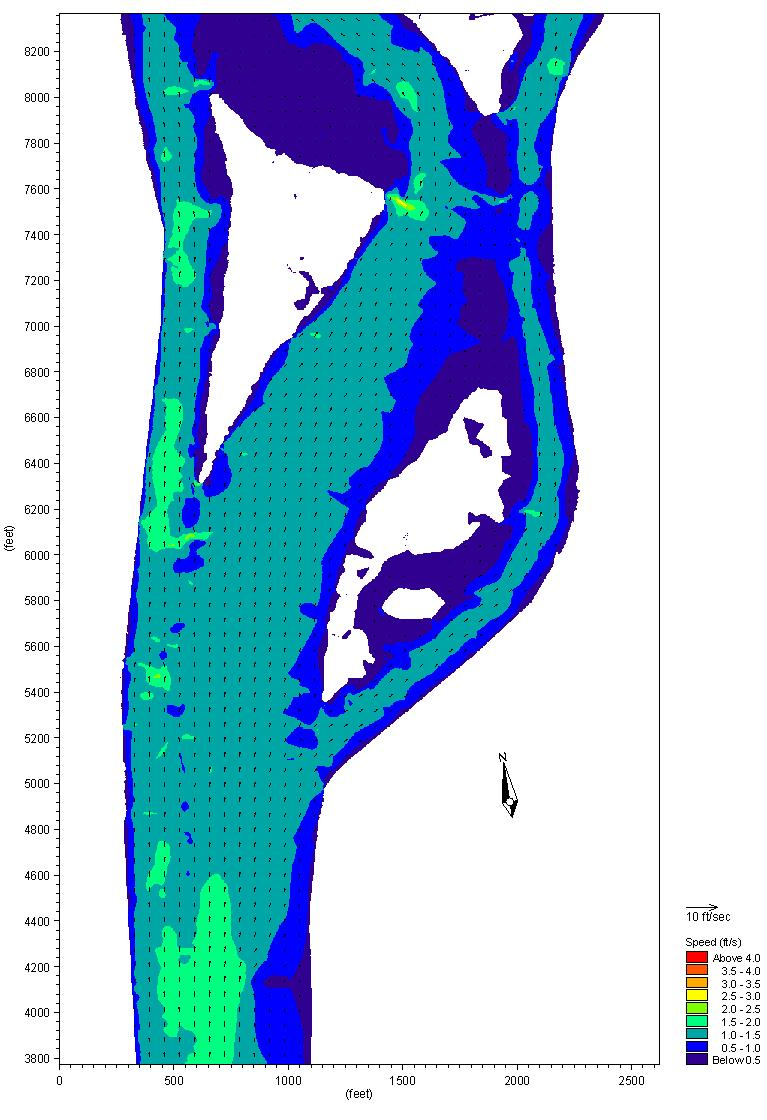 8200
8000
7800
7600
7400
7200
7000
6800
6600
6400
6200
6000
5800
5600
5400
5200
5000
4800
4600
4400
4200
4000
3800
(feet)
0
500
1000
1500
2000
2500
(feet)
N
10 ft/sec
Speed (ft/s)
Above 4.0
3.5 - 4.0
3.0 - 3.5
2.5 - 3.0
2.0 - 2.5
1.5 - 2.0
1.0 - 1.5
0.5 - 1.0
Below 0.5